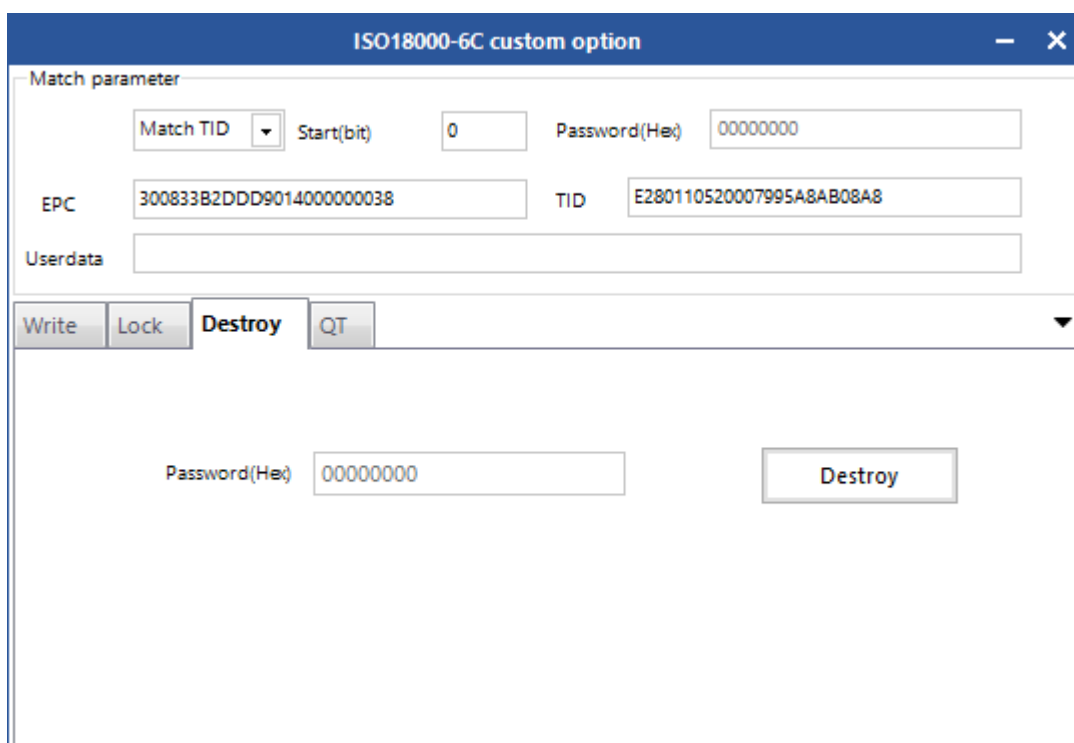 ISO18000-6C custom option
Match parameter
Match TID Start(bit) 0 Password(Hex) 00000000
EPC 300833B2DDD9014000000038 TID E280110520007995A8AB08A8
Userdata
Write Lock Destroy QT
Password(Hex) 00000000 Destroy